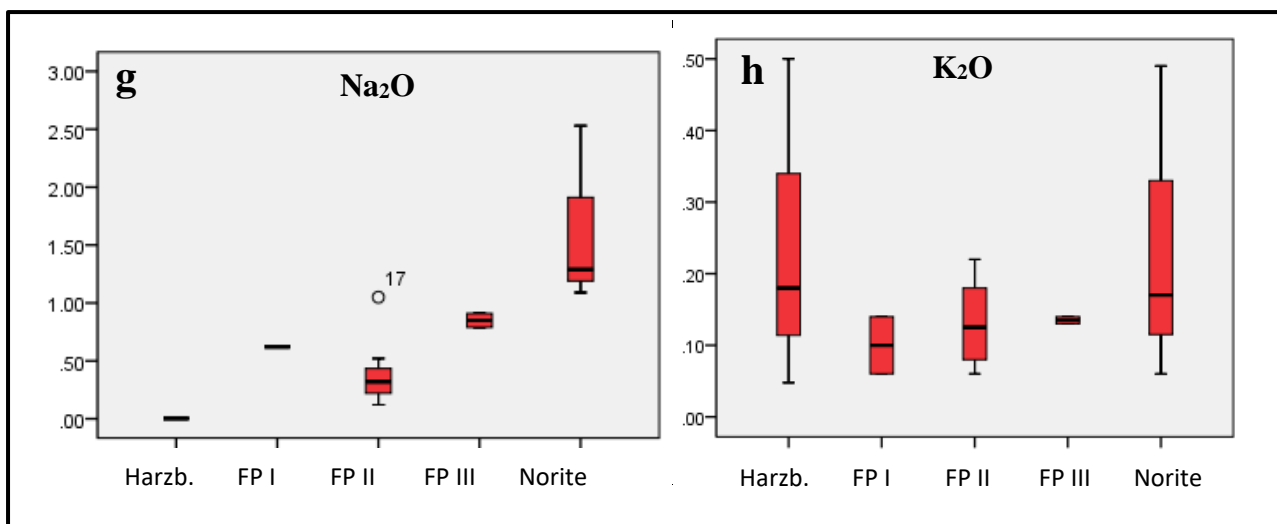 g
Na₂O
3.00
2.50
2.00
1.50
1.00
.50
.00
17
Harzb. FP I FP II FP III Norite
h
K₂O
.50
.40
.30
.20
.10
.00
Harzb. FP I FP II FP III Norite